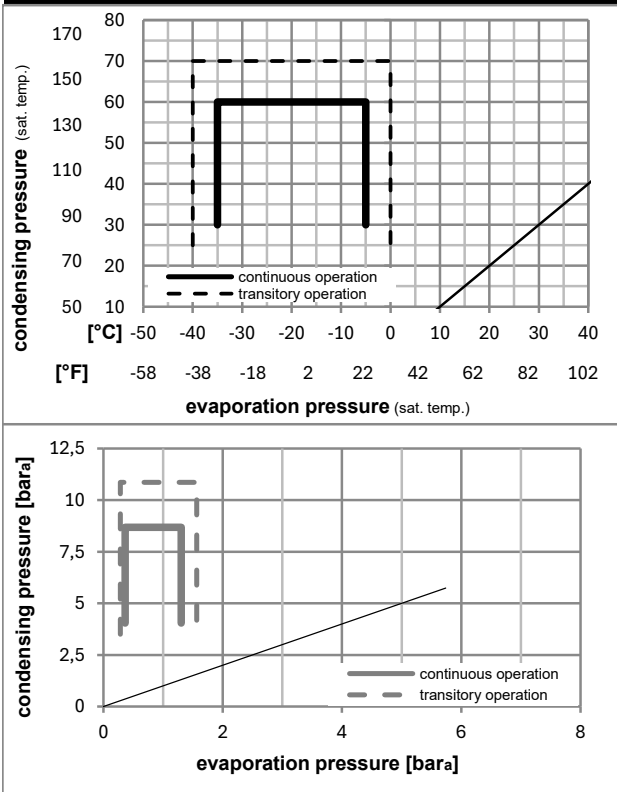 condensing pressure (sat. temp.)
170 80
70
150 60
130 50
110 40
90 30
70 20
50 10
continuous operation
transitory operation
[°C] -50 -40 -30 -20 -10 0 10 20 30 40
[°F] -58 -38 -18 2 22 42 62 82 102
evaporation pressure (sat. temp.)
condensing pressure [bara]
12,5
10
7,5
5
2,5
0
continuous operation
transitory operation
0 2 4 6 8
evaporation pressure [bara]